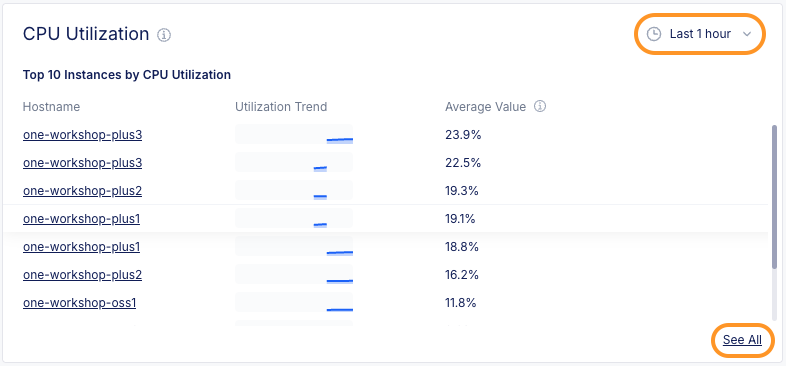 CPU Utilization
Last 1 hour
Top 10 Instances by CPU Utilization
Hostname Utilization Trend Average Value
one-workshop-plus3 23.9%
one-workshop-plus3 22.5%
one-workshop-plus2 19.3%
one-workshop-plus1 19.1%
one-workshop-plus1 18.8%
one-workshop-plus2 16.2%
one-workshop-oss1 11.8%
See All